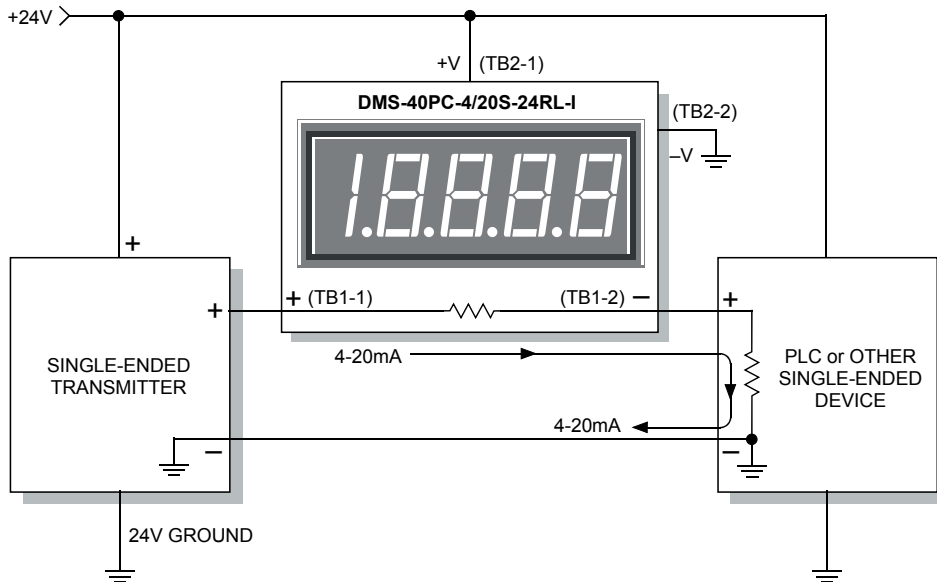 +24V
+V (TB2-1)
DMS-40PC-4/20S-24RL-I
(TB2-2)
–V
1.8.8.8.8
+
+
+ (TB1-1)
(TB1-2) –
+
SINGLE-ENDED
TRANSMITTER
4-20mA
PLC or OTHER
SINGLE-ENDED
DEVICE
4-20mA
–
–
24V GROUND